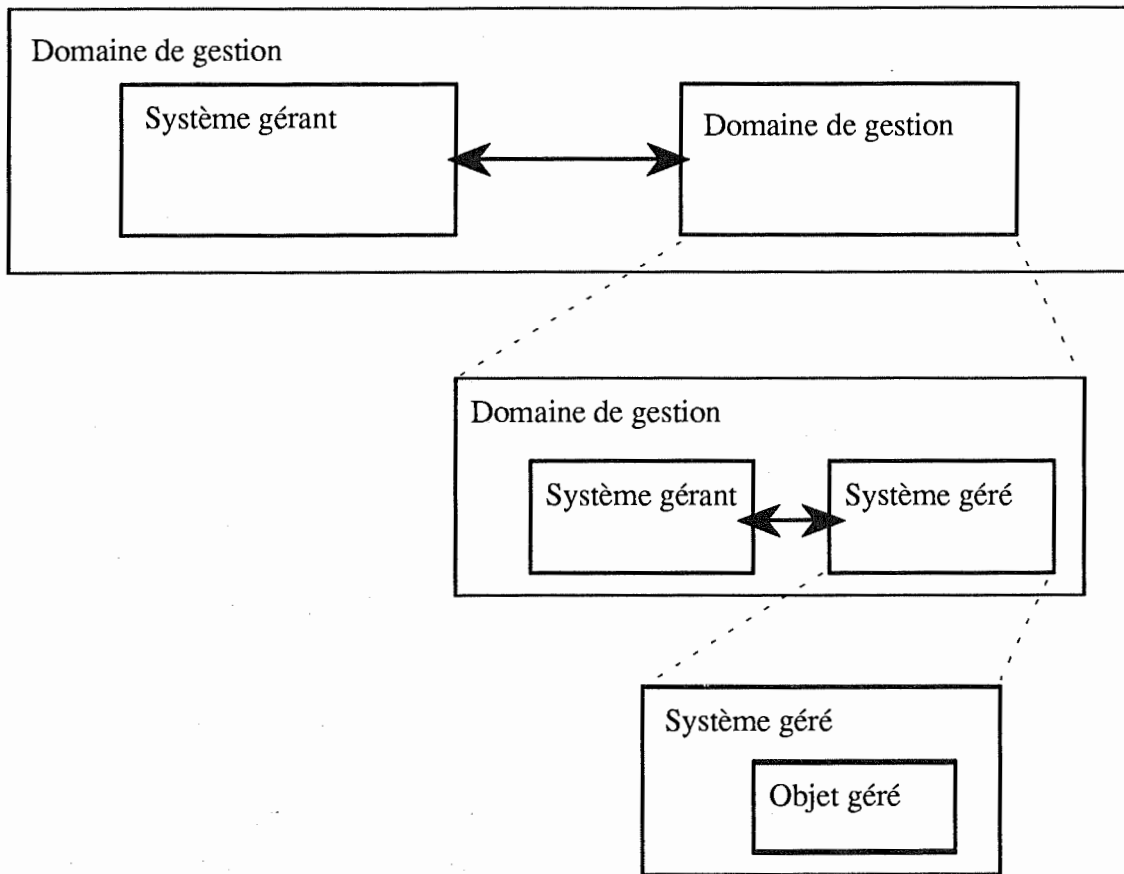 Domaine de gestion
Système gérant
Domaine de gestion
Domaine de gestion
Système gérant
Système géré
Système géré
Objet géré